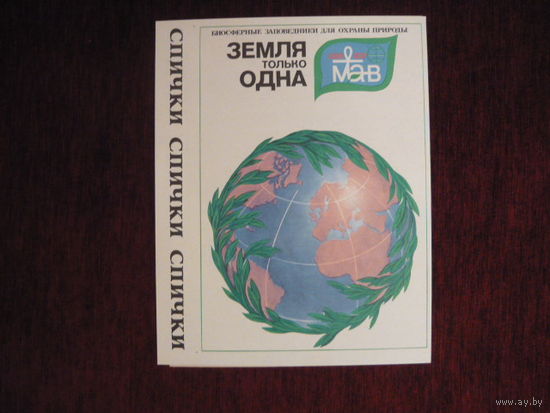 БИОСФЕРНЫЕ ЗАПОВЕДНИКИ ДЛЯ ОХРАНЫ ПРИРОДЫ
ЗЕМЛЯ
ТОЛЬКО
ОДНА
МАВ
СПИЧКИ СПИЧКИ СПИЧКИ
www.ay.by